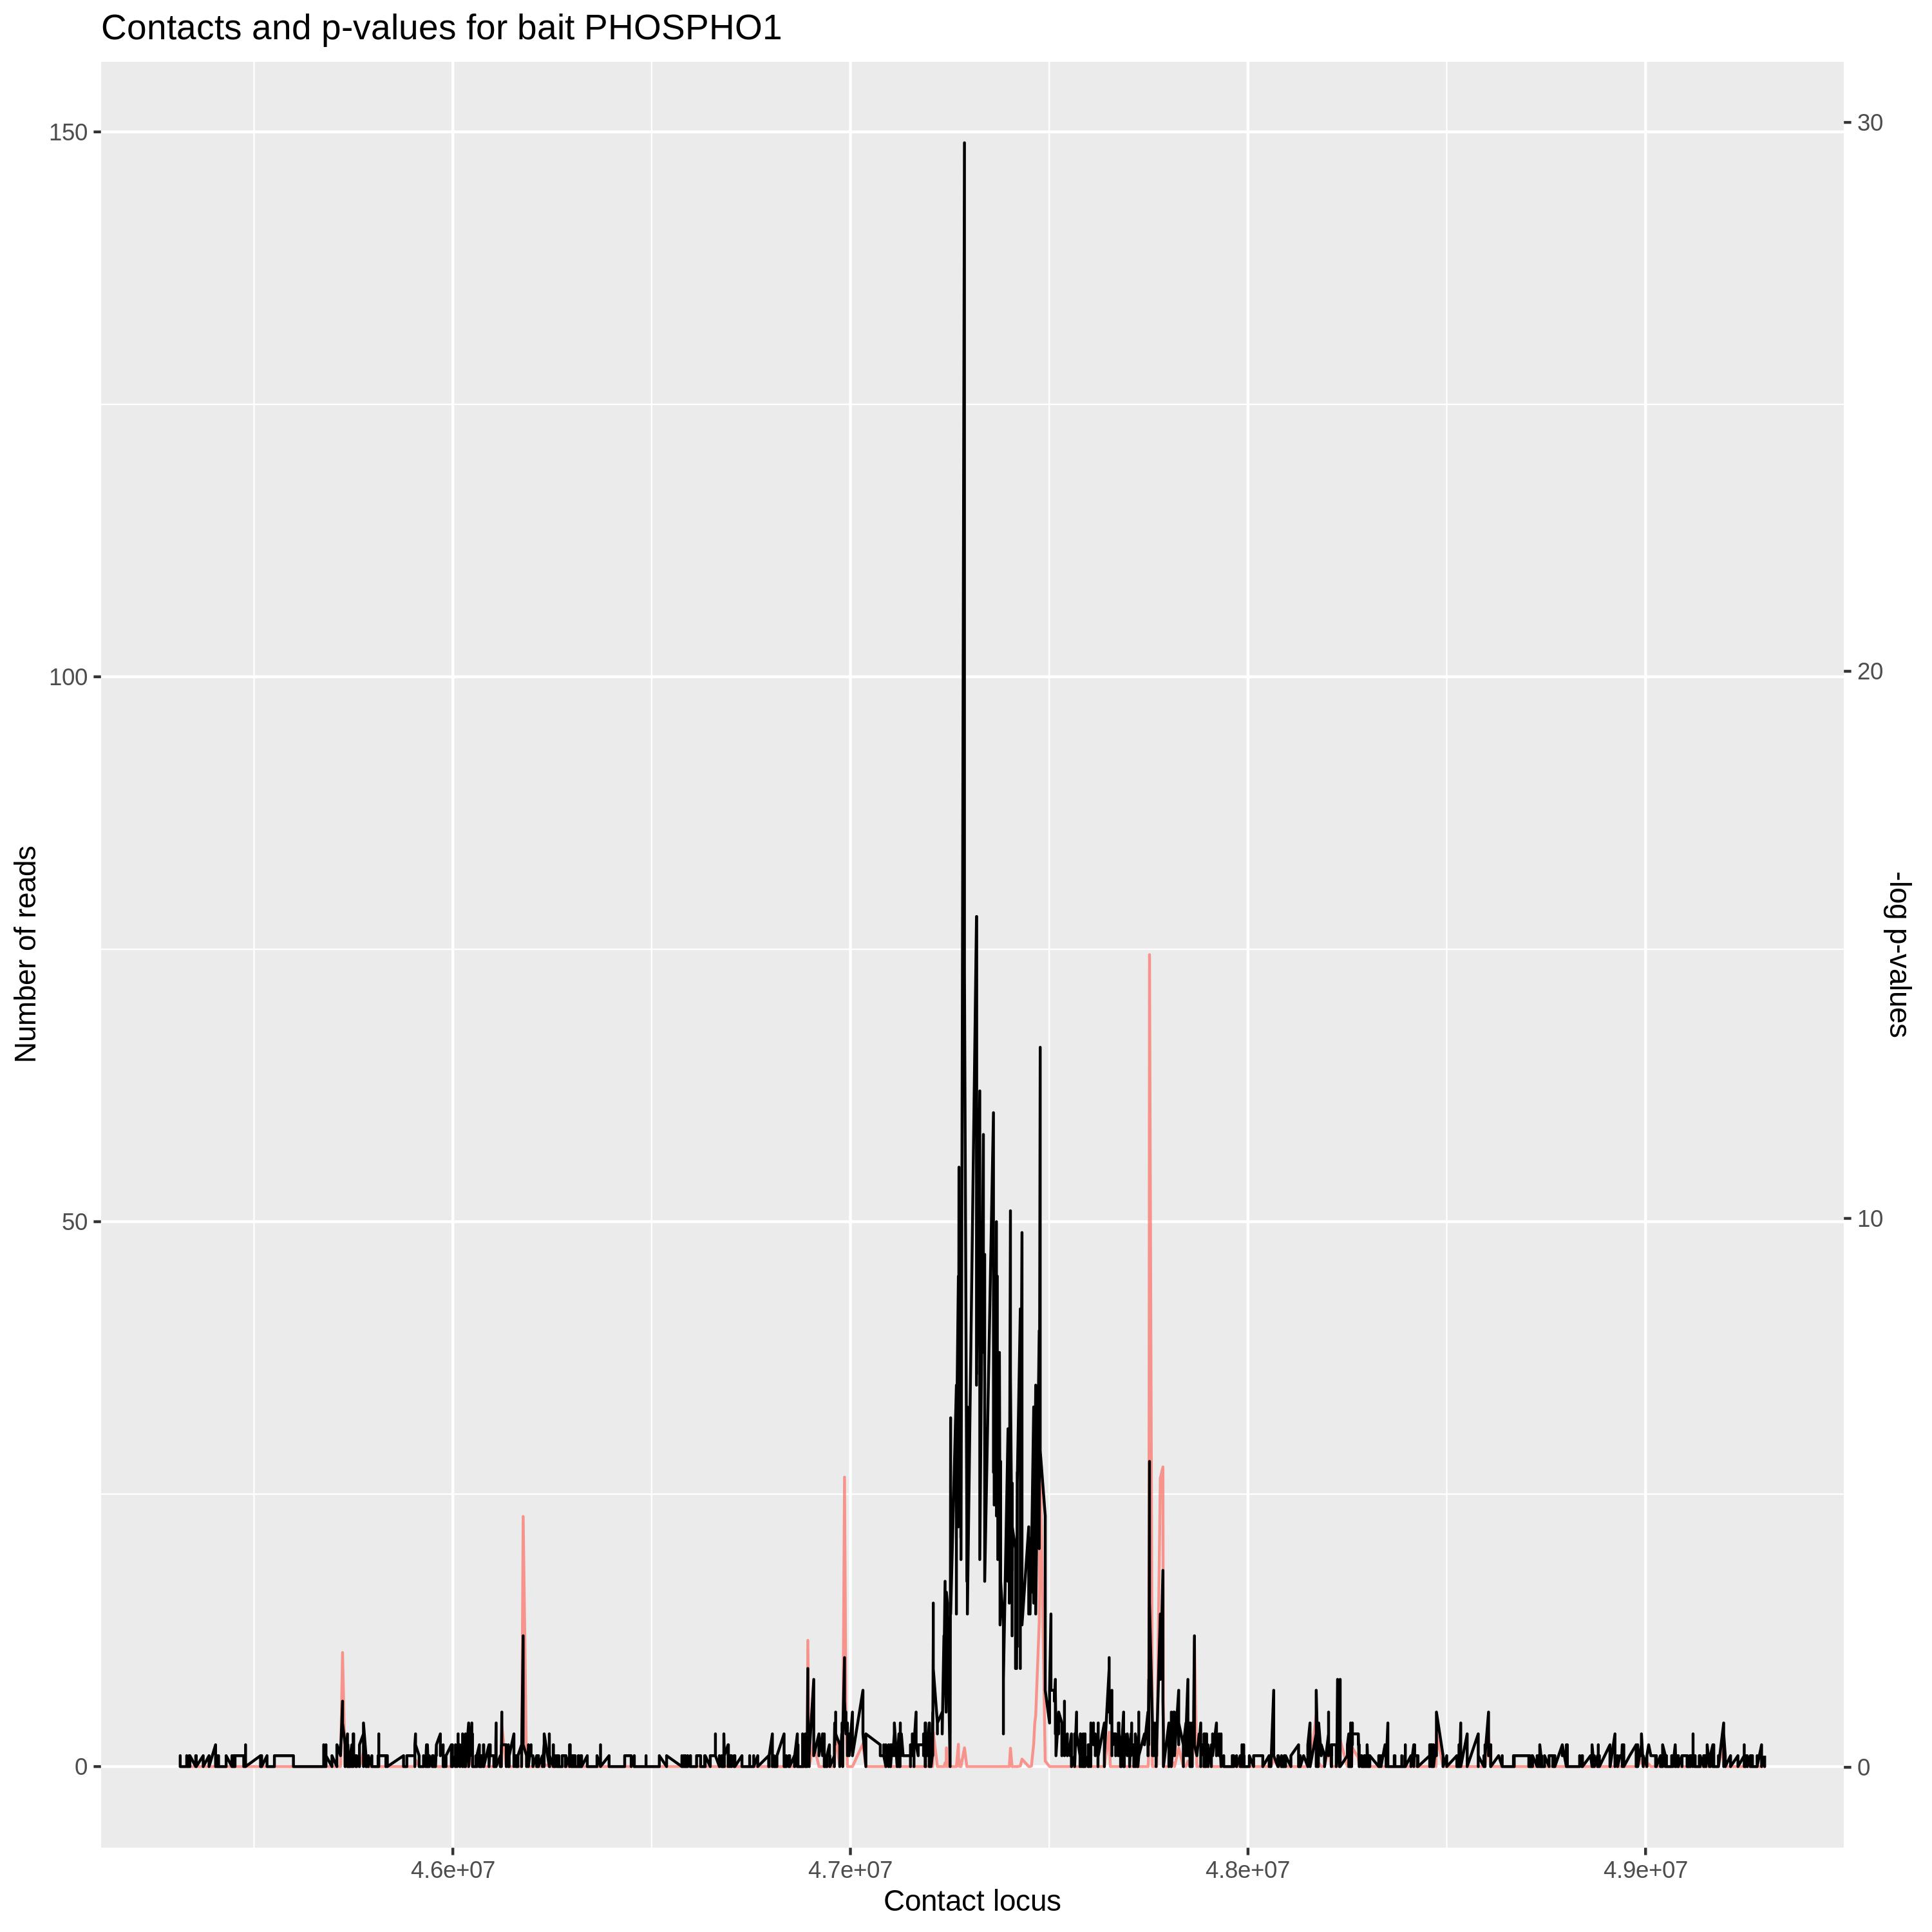 Contacts and p-values for bait PHOSPHO1
150
100
50
0
30
20
10
0
Number of reads
-log p-values
4.6e+07
4.7e+07
4.8e+07
4.9e+07
Contact locus